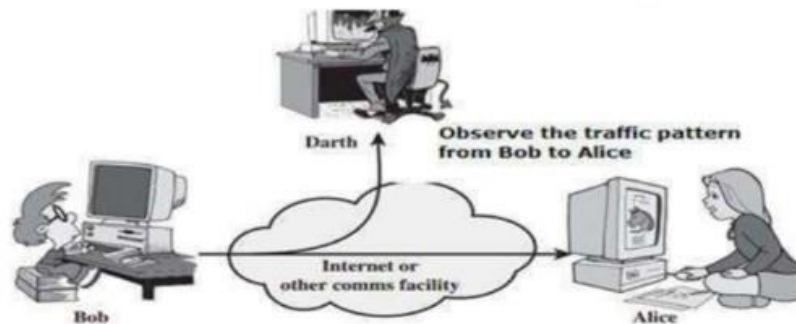 Darth
Observe the traffic pattern
from Bob to Alice
Internet or
other comms facility
Bob
Alice